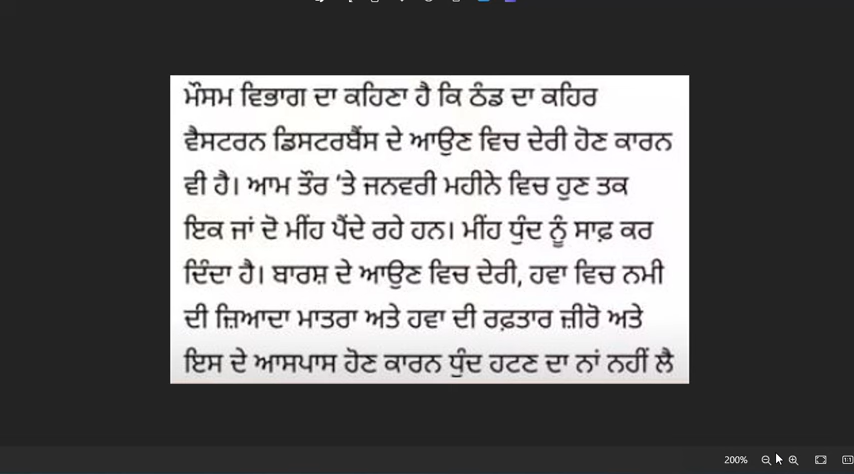 ਮੌਸਮ ਵਿਭਾਗ ਦਾ ਕਹਿਣਾ ਹੈ ਕਿ ਠੰਡ ਦਾ ਕਹਿਰ
ਵੈਸਟਰਨ ਡਿਸਟਰਬੈਂਸ ਦੇ ਆਉਣ ਵਿਚ ਦੇਰੀ ਹੋਣ ਕਾਰਨ
ਵੀ ਹੈ। ਆਮ ਤੌਰ ’ਤੇ ਜਨਵਰੀ ਮਹੀਨੇ ਵਿਚ ਹੁਣ ਤਕ
ਇਕ ਜਾਂ ਦੋ ਮੀਂਹ ਪੈਂਦੇ ਰਹੇ ਹਨ। ਮੀਂਹ ਧੁੰਦ ਨੂੰ ਸਾਫ਼ ਕਰ
ਦਿੰਦਾ ਹੈ। ਬਾਰਸ਼ ਦੇ ਆਉਣ ਵਿਚ ਦੇਰੀ, ਹਵਾ ਵਿਚ ਨਮੀ
ਦੀ ਜ਼ਿਆਦਾ ਮਾਤਰਾ ਅਤੇ ਹਵਾ ਦੀ ਰਫ਼ਤਾਰ ਜ਼ੀਰੋ ਅਤੇ
ਇਸ ਦੇ ਆਸਪਾਸ ਹੋਣ ਕਾਰਨ ਧੁੰਦ ਹਟਣ ਦਾ ਨਾਂ ਨਹੀਂ ਲੈ
200%